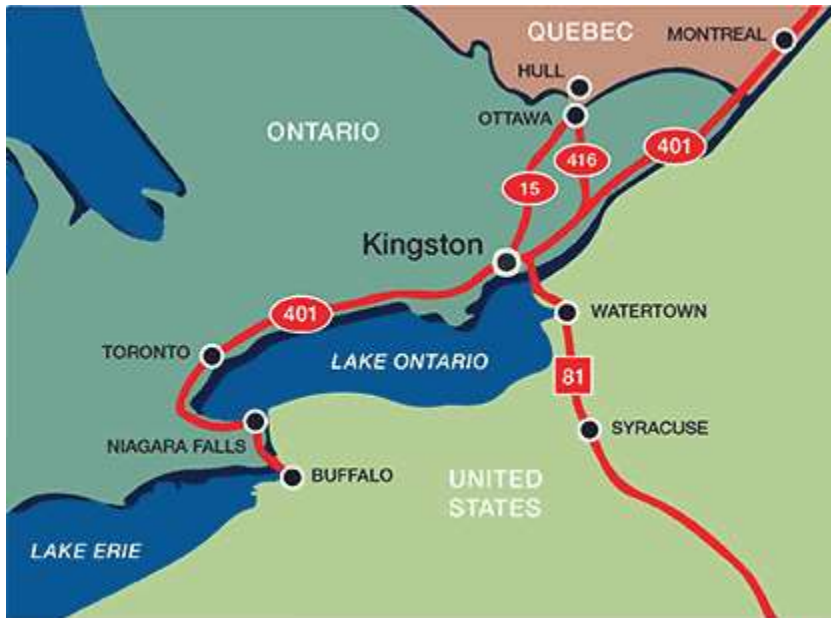 QUEBEC
MONTREAL
HULL
OTTAWA
ONTARIO
416
401
15
Kingston
401
WATERTOWN
TORONTO
LAKE ONTARIO
81
SYRACUSE
NIAGARA FALLS
BUFFALO
UNITED
STATES
LAKE ERIE